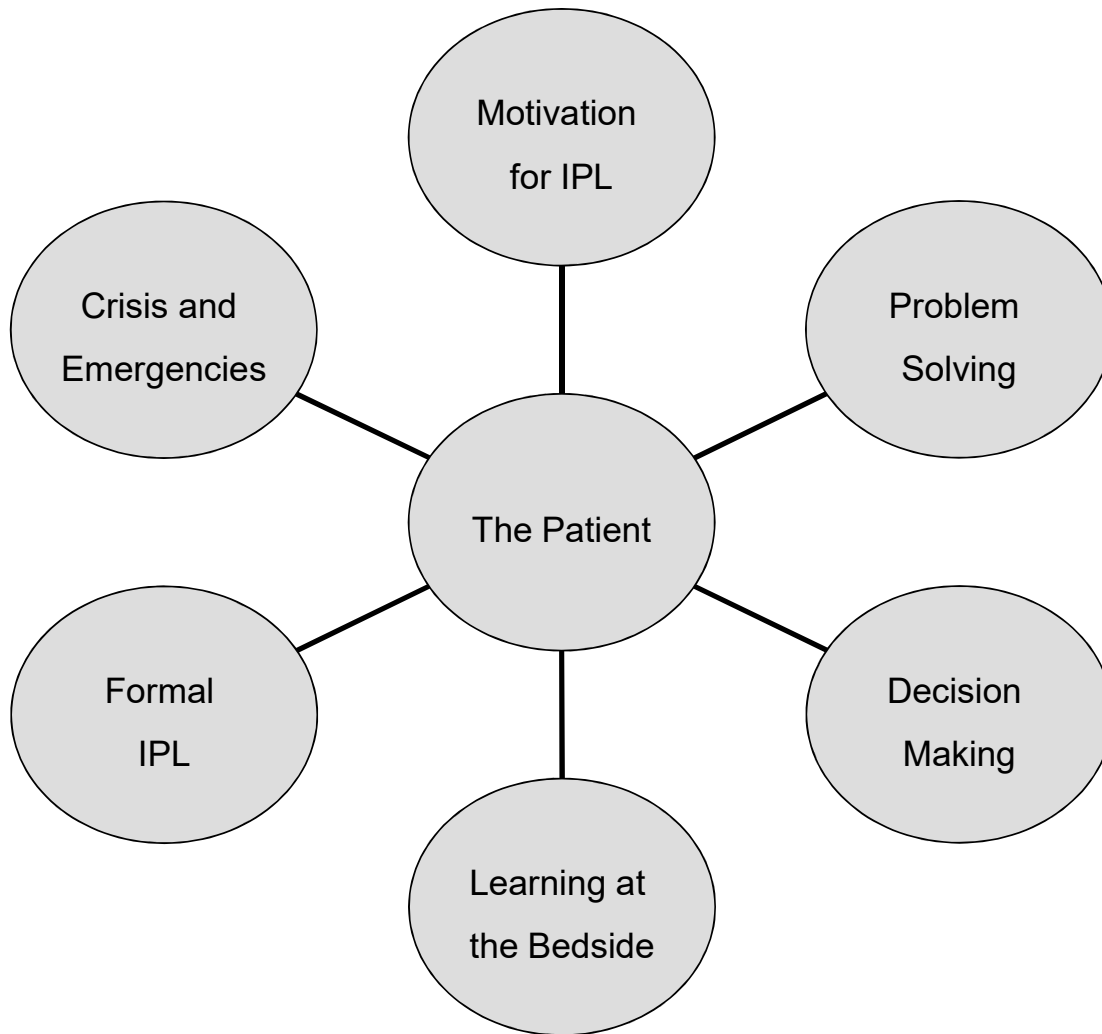 Motivation
for IPL
Crisis and
Emergencies
Problem
Solving
The Patient
Formal
IPL
Decision
Making
Learning at
the Bedside